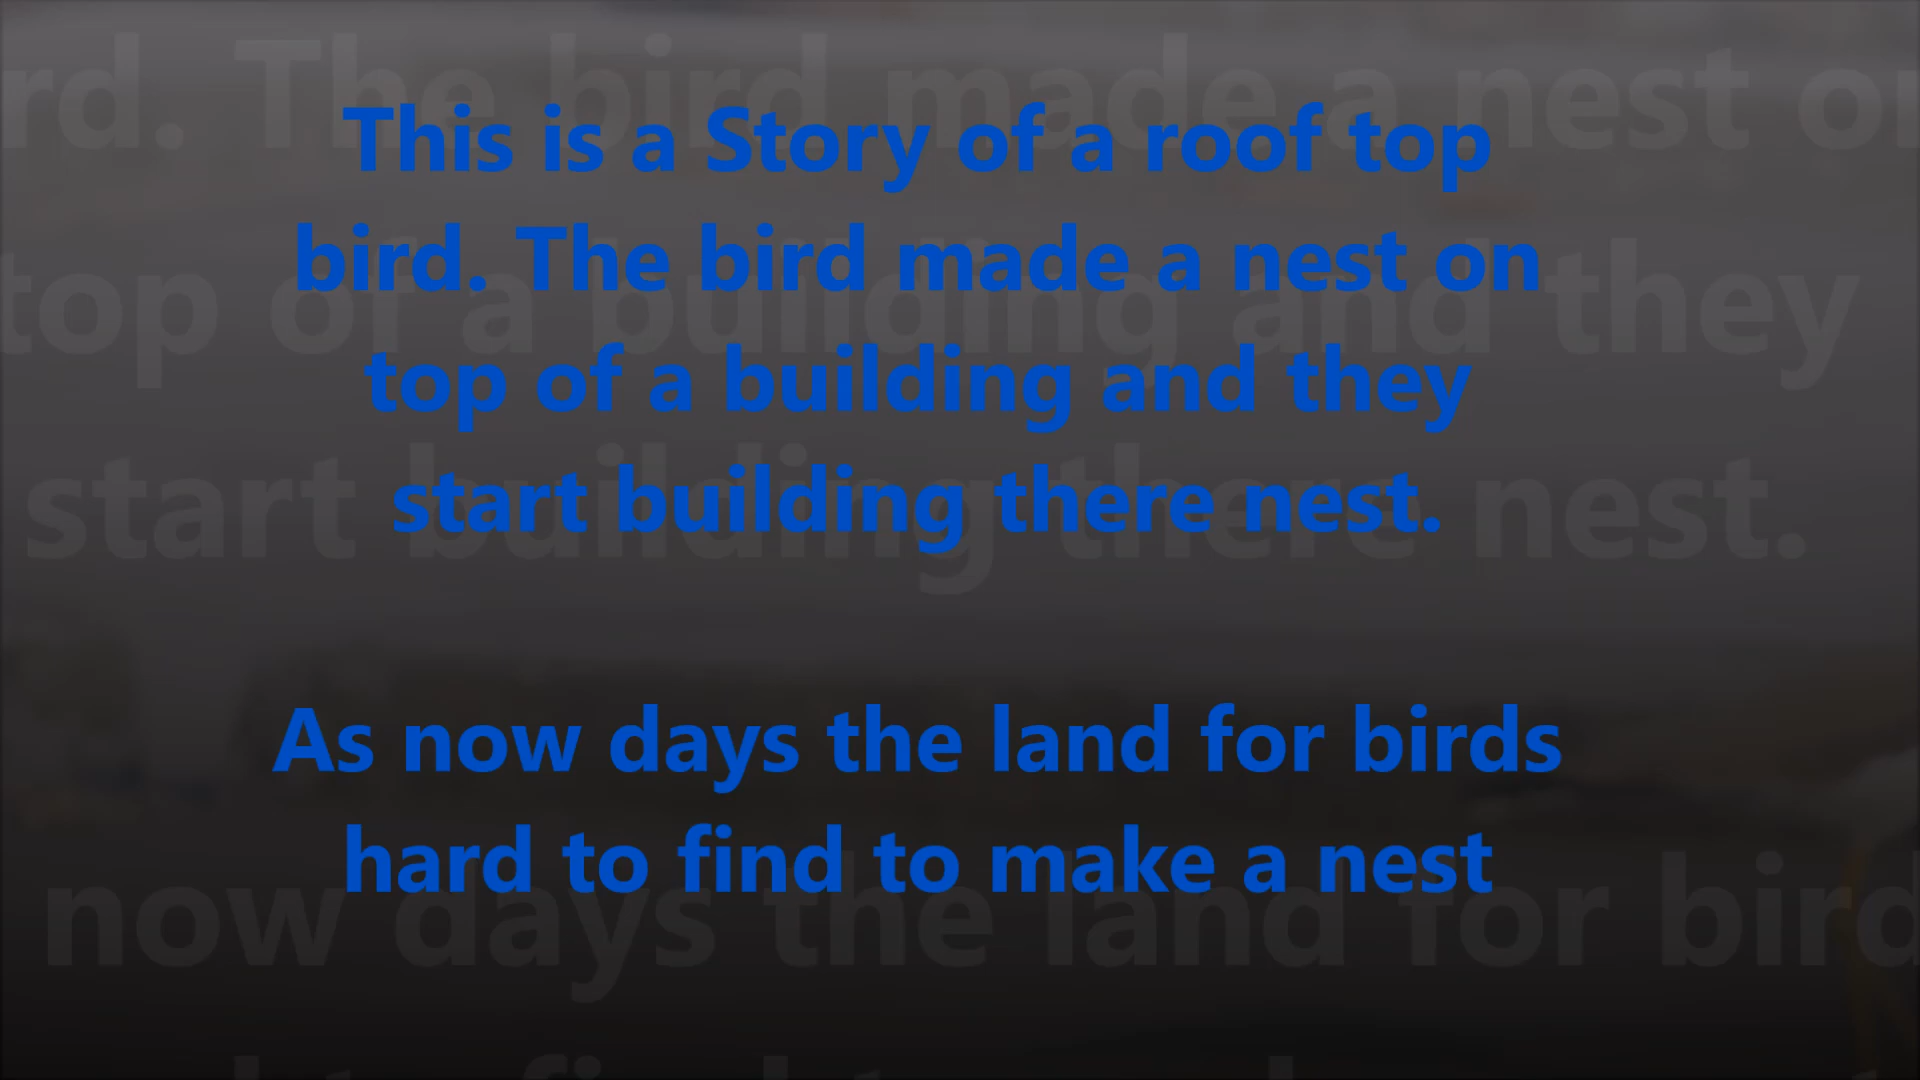 This is a Story of a roof top
bird. The bird made a nest on
top of a building and they
start building there nest.
As now days the land for birds
hard to find to make a nest